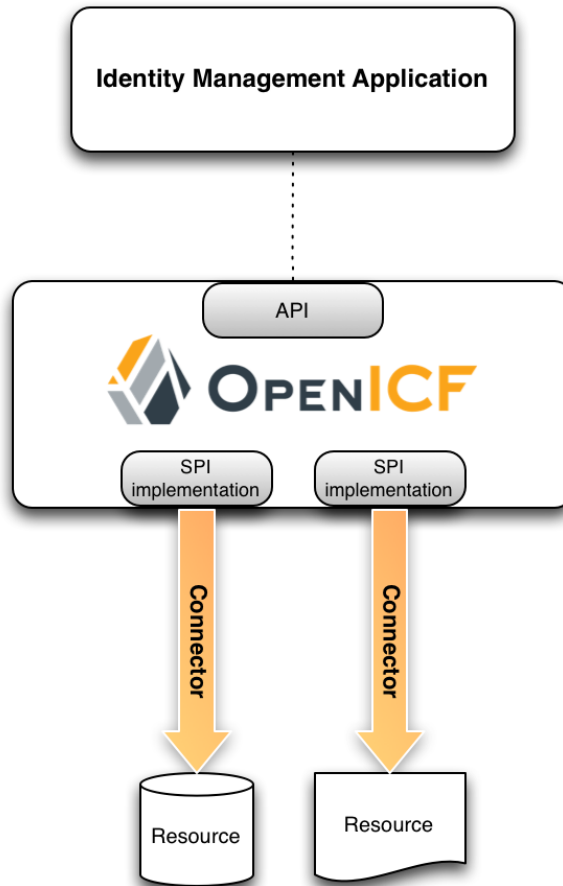 Identity Management Application
API
OPENICF
SPI
implementation
SPI
implementation
Connector
Connector
Resource
Resource